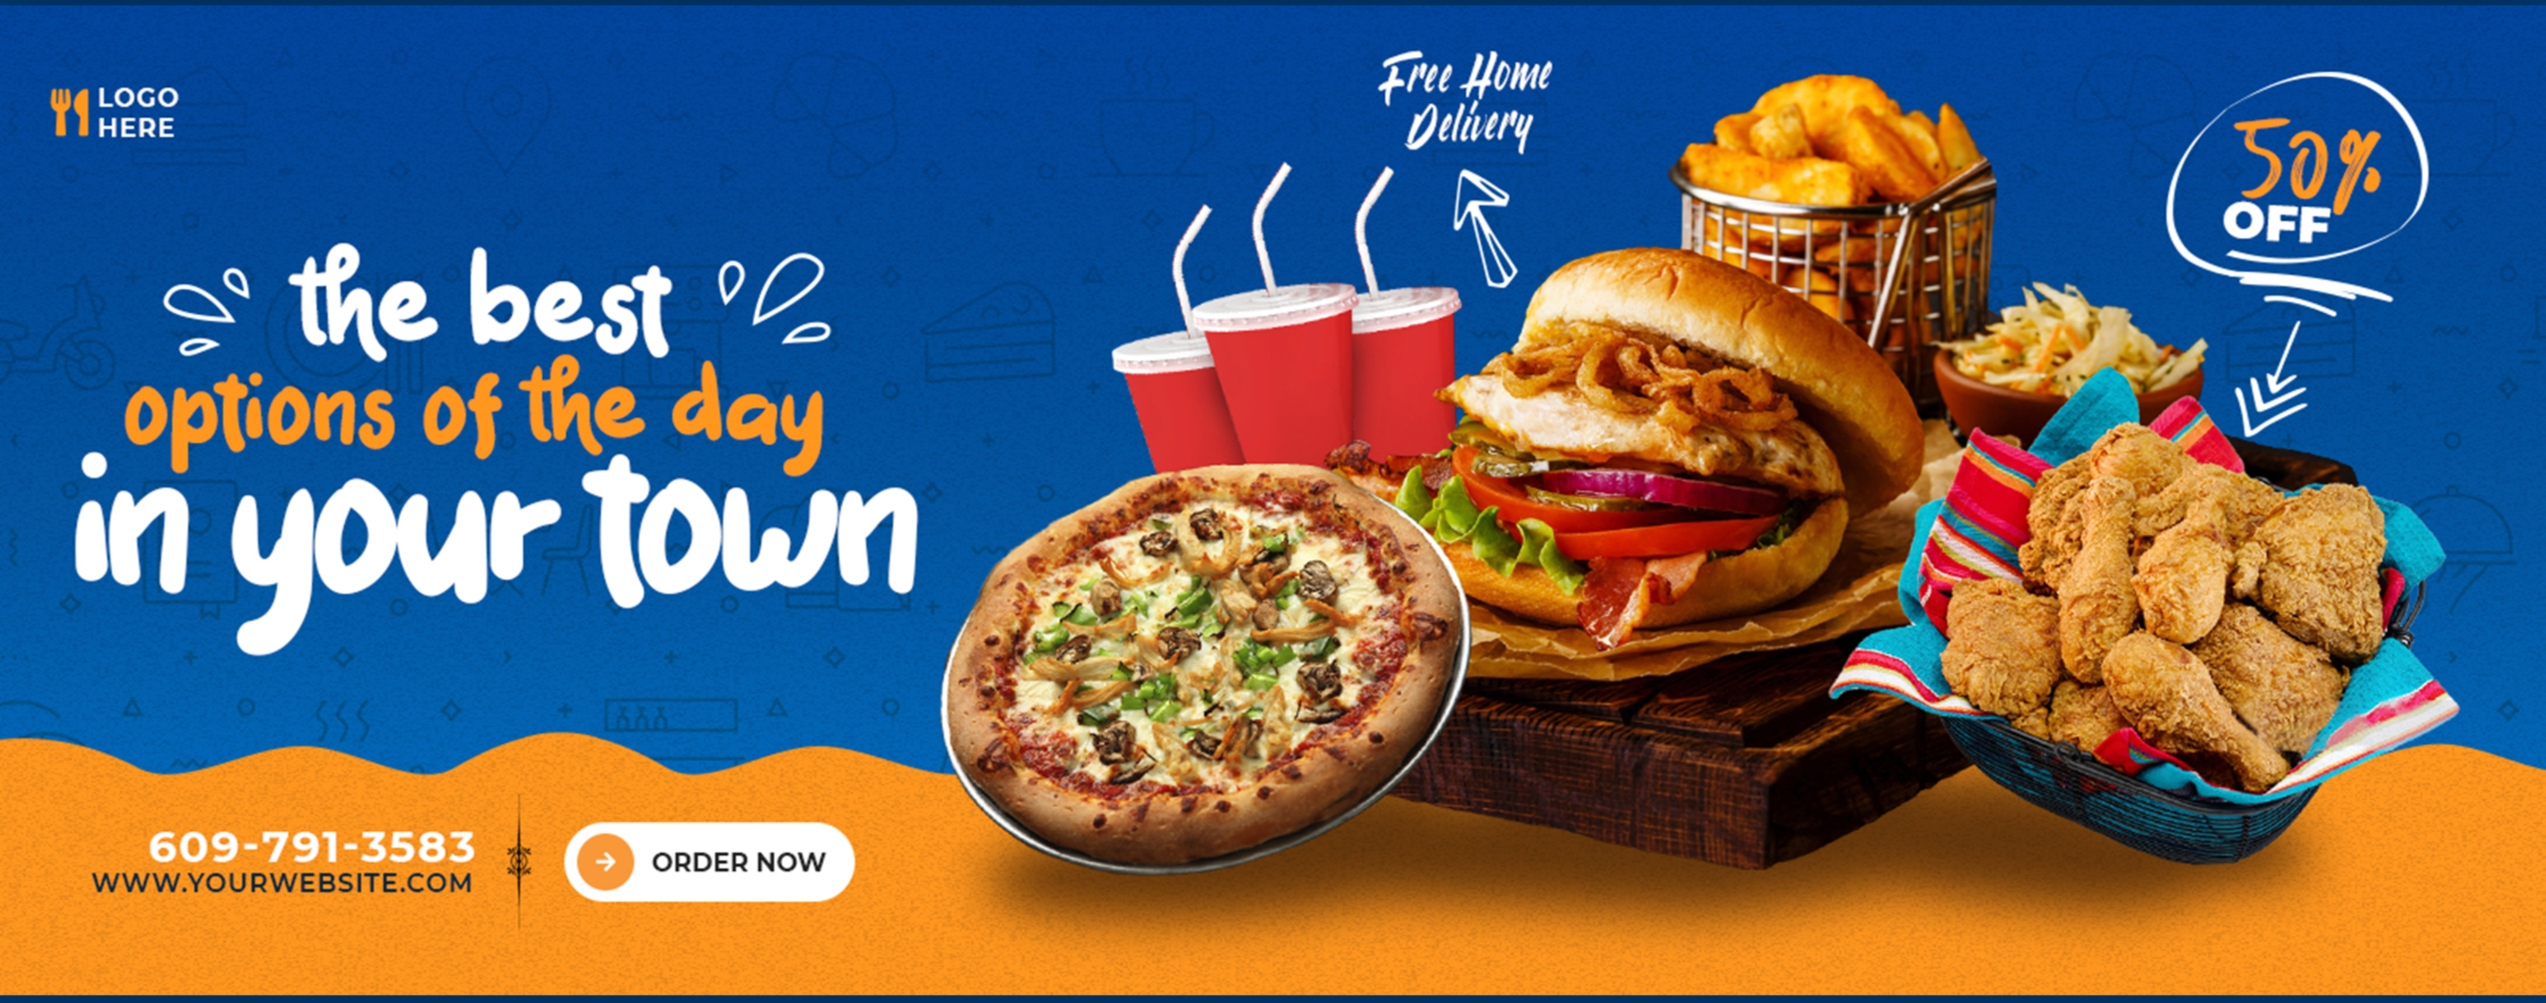 LOGO
HERE
the best
options of the day
in your town
609-791-3583
WWW.YOURWEBSITE.COM
ORDER NOW
Free Home
Delivery
50%
OFF